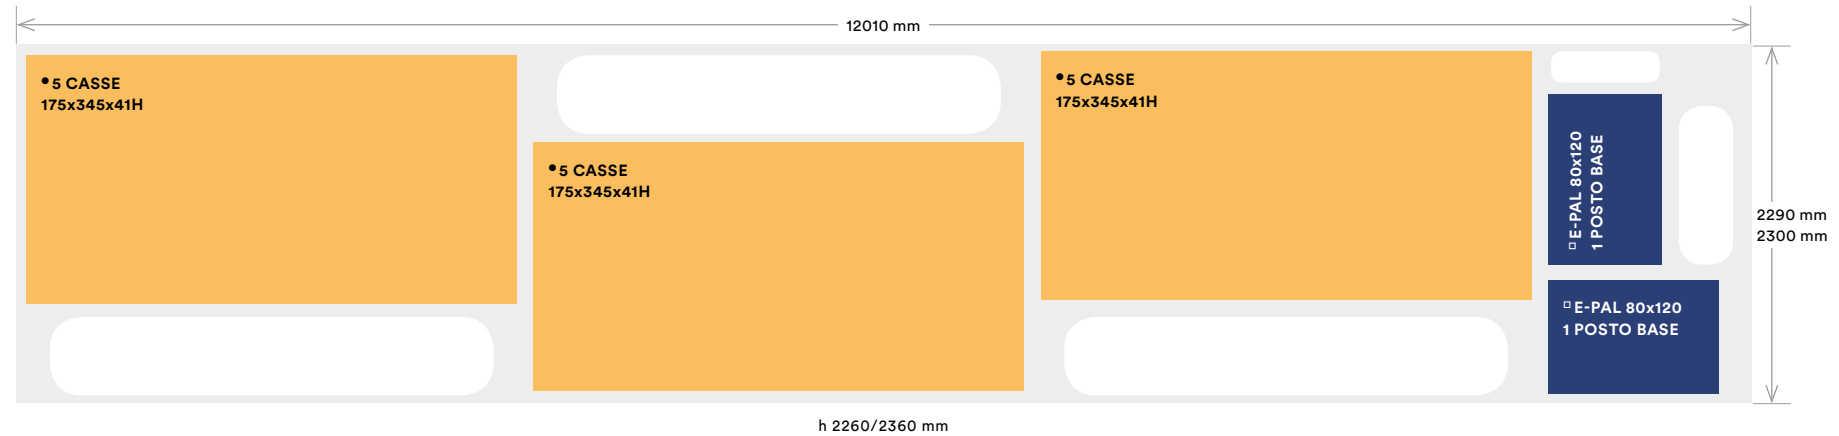 12010 mm
• 5 CASSE
175x345x41H
• 5 CASSE
175x345x41H
• 5 CASSE
175x345x41H
□ E-PAL 80x120
1 POSTO BASE
□ E-PAL 80x120
1 POSTO BASE
2290 mm
2300 mm
h 2260/2360 mm